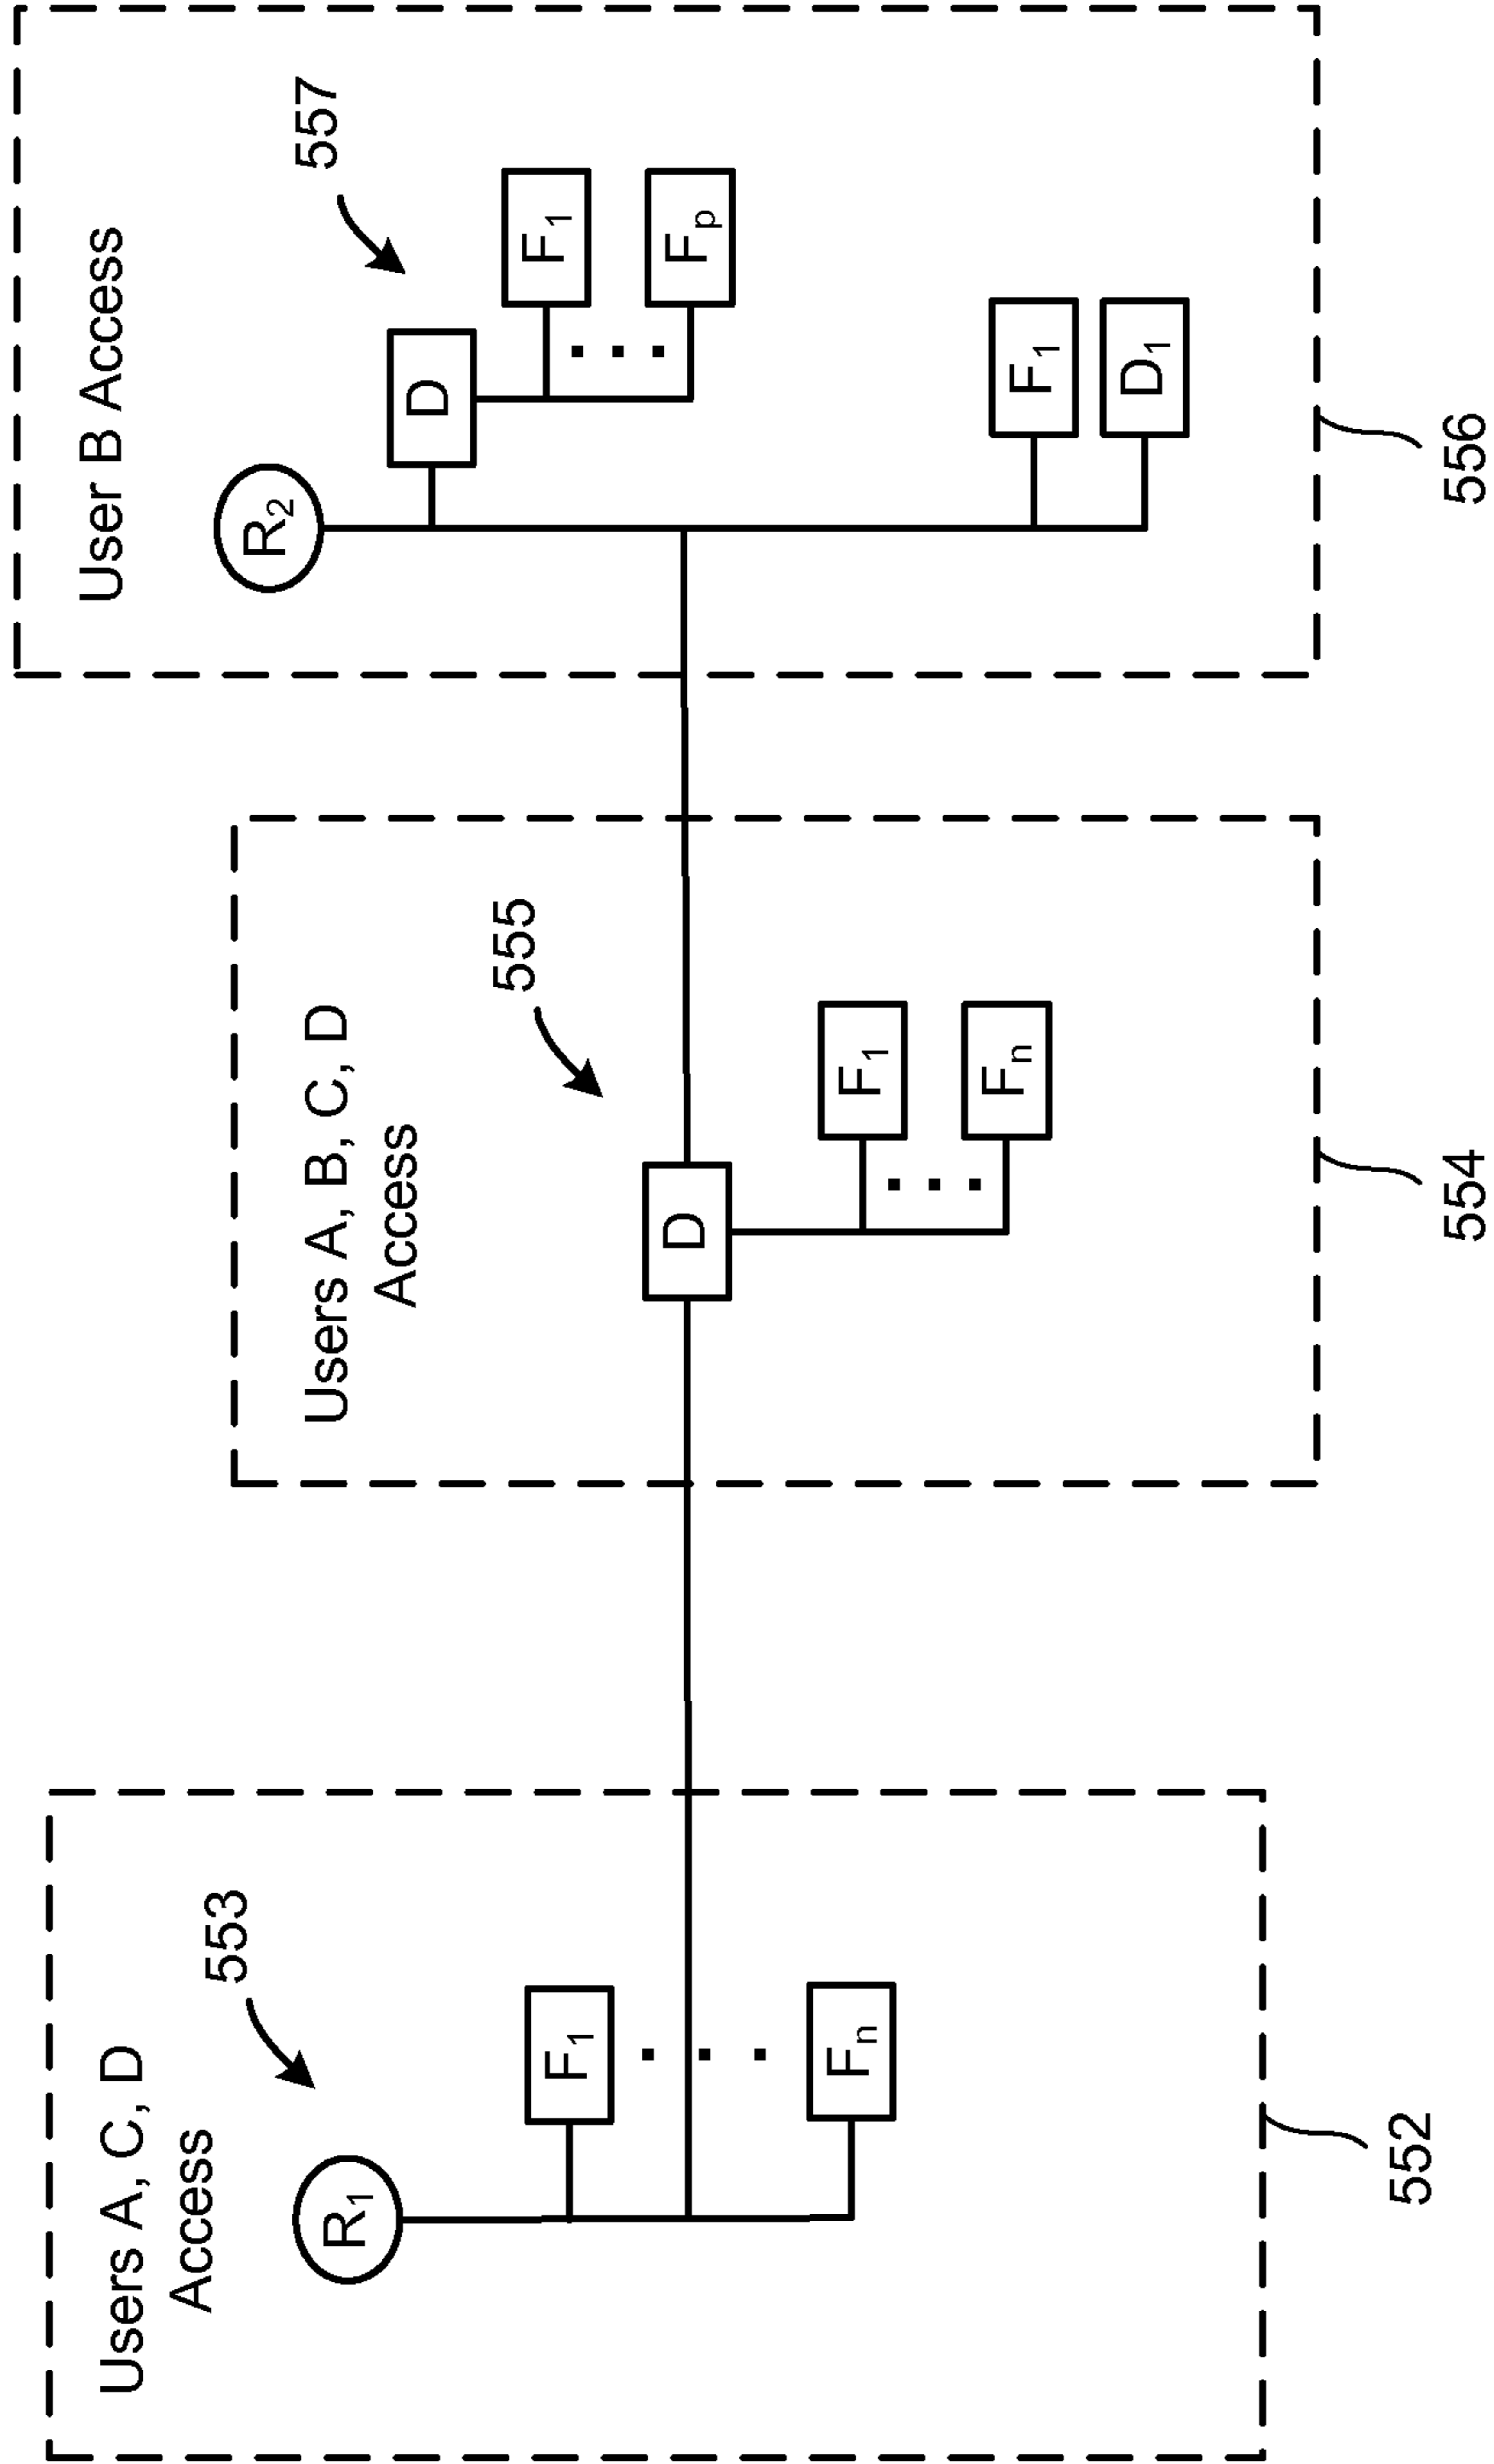 Users A, C, D
Access
553
R1
F1
Fn
552
Users A, B, C, D
Access
555
D
F1
Fn
554
User B Access
557
R2
D
F1
Fp
F1
D1
556